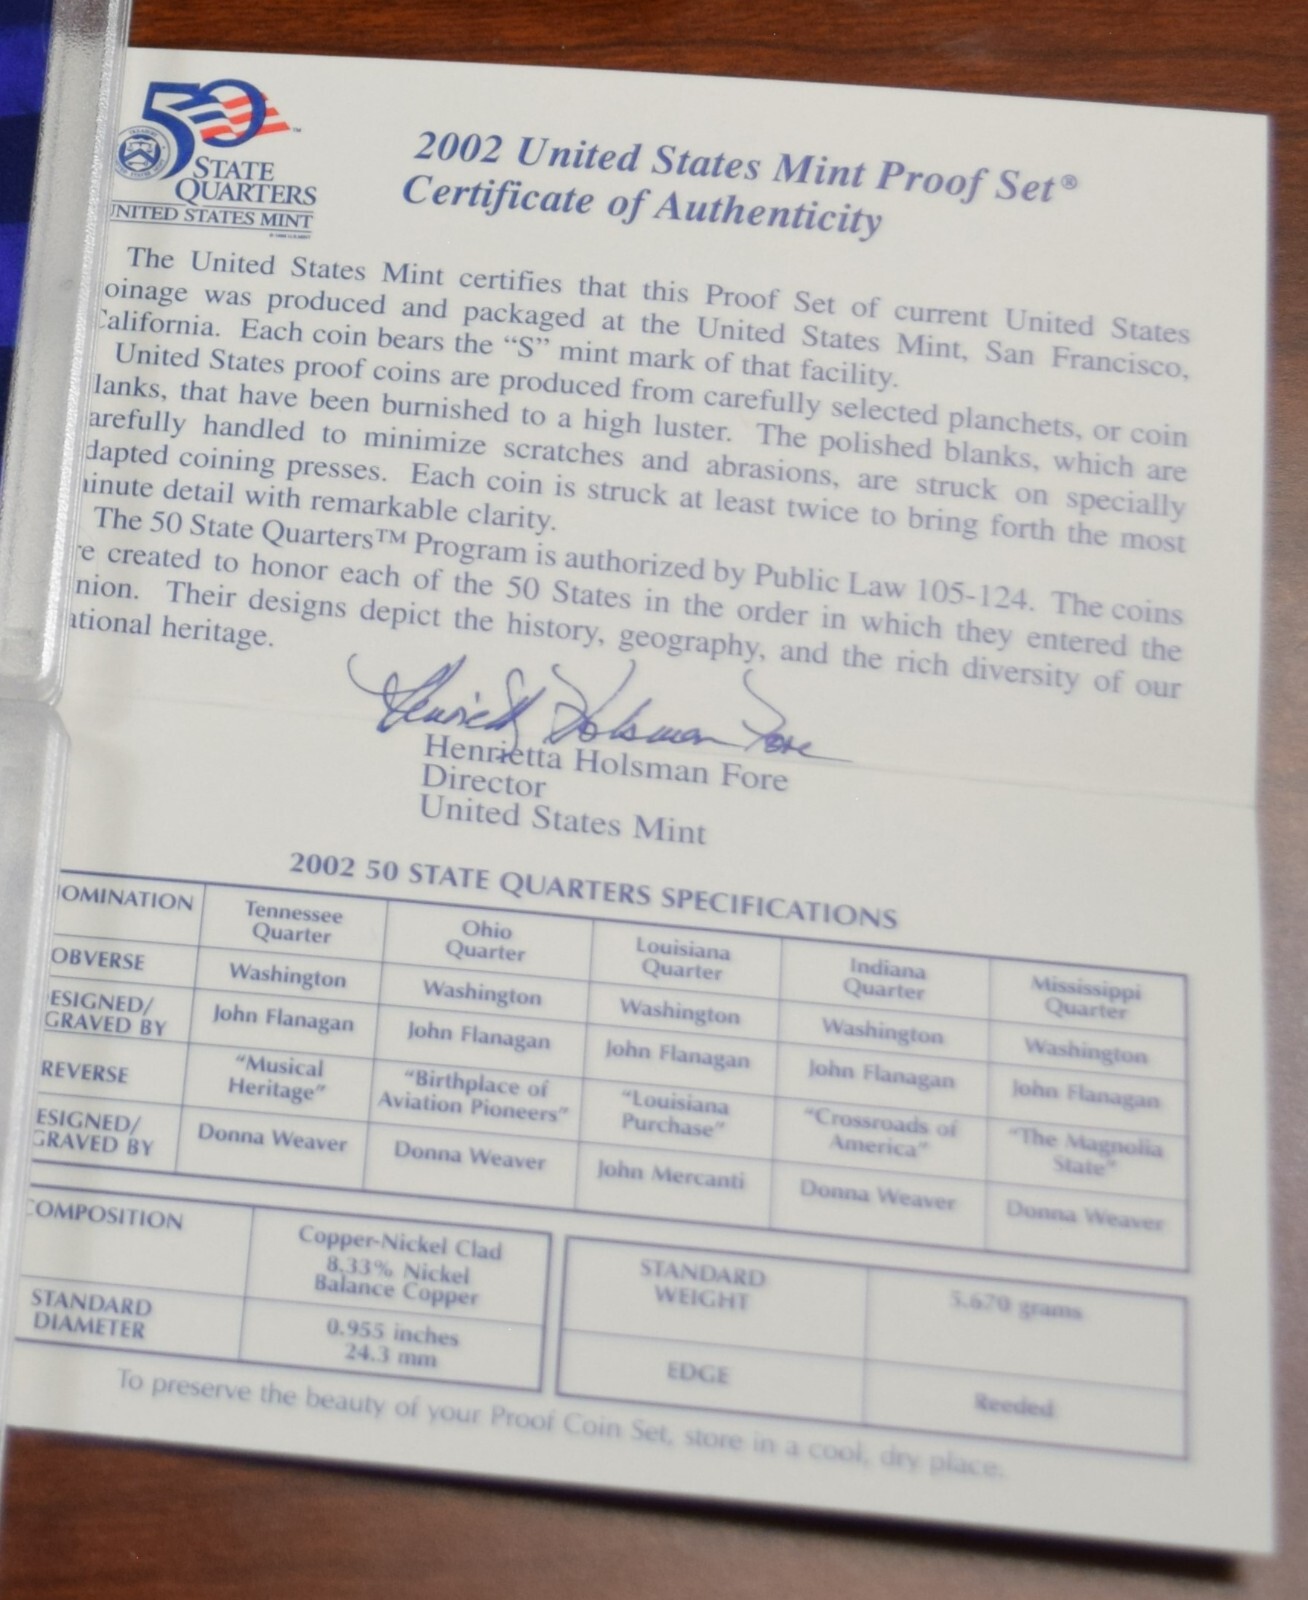 50
STATE
QUARTERS
UNITED STATES MINT
2002 United States Mint Proof Set®
Certificate of Authenticity
The United States Mint certifies that this Proof Set of current United States
oinage was produced and packaged at the United States Mint, San Francisco,
California. Each coin bears the “S” mint mark of that facility.
United States proof coins are produced from carefully selected planchets, or coin
lanks, that have been burnished to a high luster. The polished blanks, which are
arefully handled to minimize scratches and abrasions, are struck on specially
dapted coining presses. Each coin is struck at least twice to bring forth the most
inute detail with remarkable clarity.
The 50 State Quarters™ Program is authorized by Public Law 105-124. The coins
re created to honor each of the 50 States in the order in which they entered the
nion. Their designs depict the history, geography, and the rich diversity of our
ational heritage.
Henrietta Holsman Fore
Henrietta Holsman Fore
Director
United States Mint
2002 50 STATE QUARTERS SPECIFICATIONS
OMINATION Tennessee Quarter Ohio Quarter Louisiana Quarter Indiana Quarter Mississippi Quarter
OBVERSE Washington Washington Washington Washington Washington
ESIGNED/ GRAVED BY John Flanagan John Flanagan John Flanagan John Flanagan John Flanagan
REVERSE “Musical Heritage” “Birthplace of Aviation Pioneers” “Louisiana Purchase” “Crossroads of America” “The Magnolia State”
ESIGNED/ GRAVED BY Donna Weaver Donna Weaver John Mercanti Donna Weaver Donna Weaver
COMPOSITION Copper-Nickel Clad
8.33% Nickel
Balance Copper
STANDARD DIAMETER 0.955 inches
24.3 mm
STANDARD WEIGHT 5.670 grams
EDGE Reeded
To preserve the beauty of your Proof Coin Set, store in a cool, dry place.